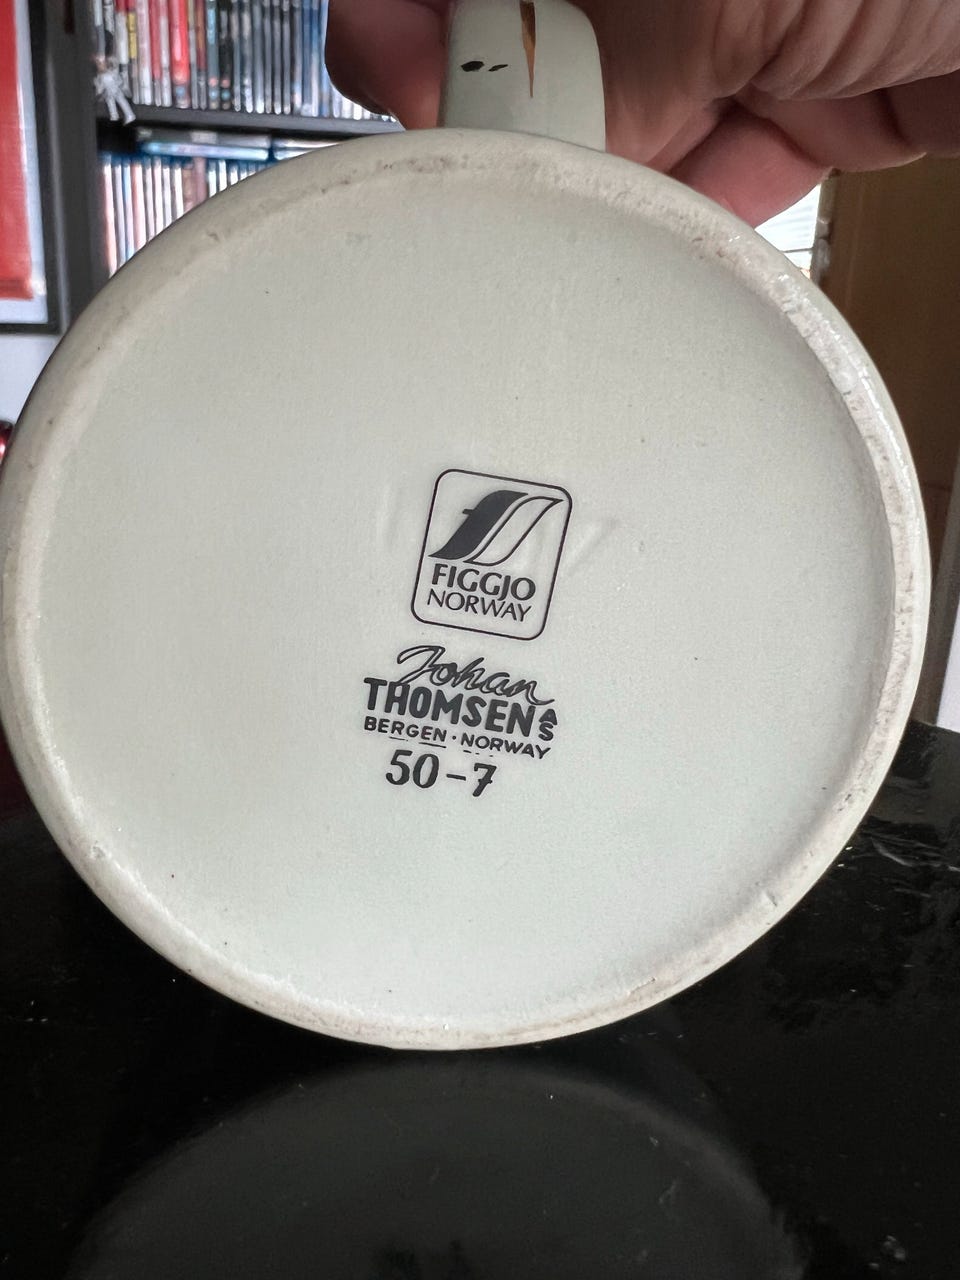 FIGGJO
NORWAY
Johan
THOMSEN A/S
BERGEN · NORWAY
50-7